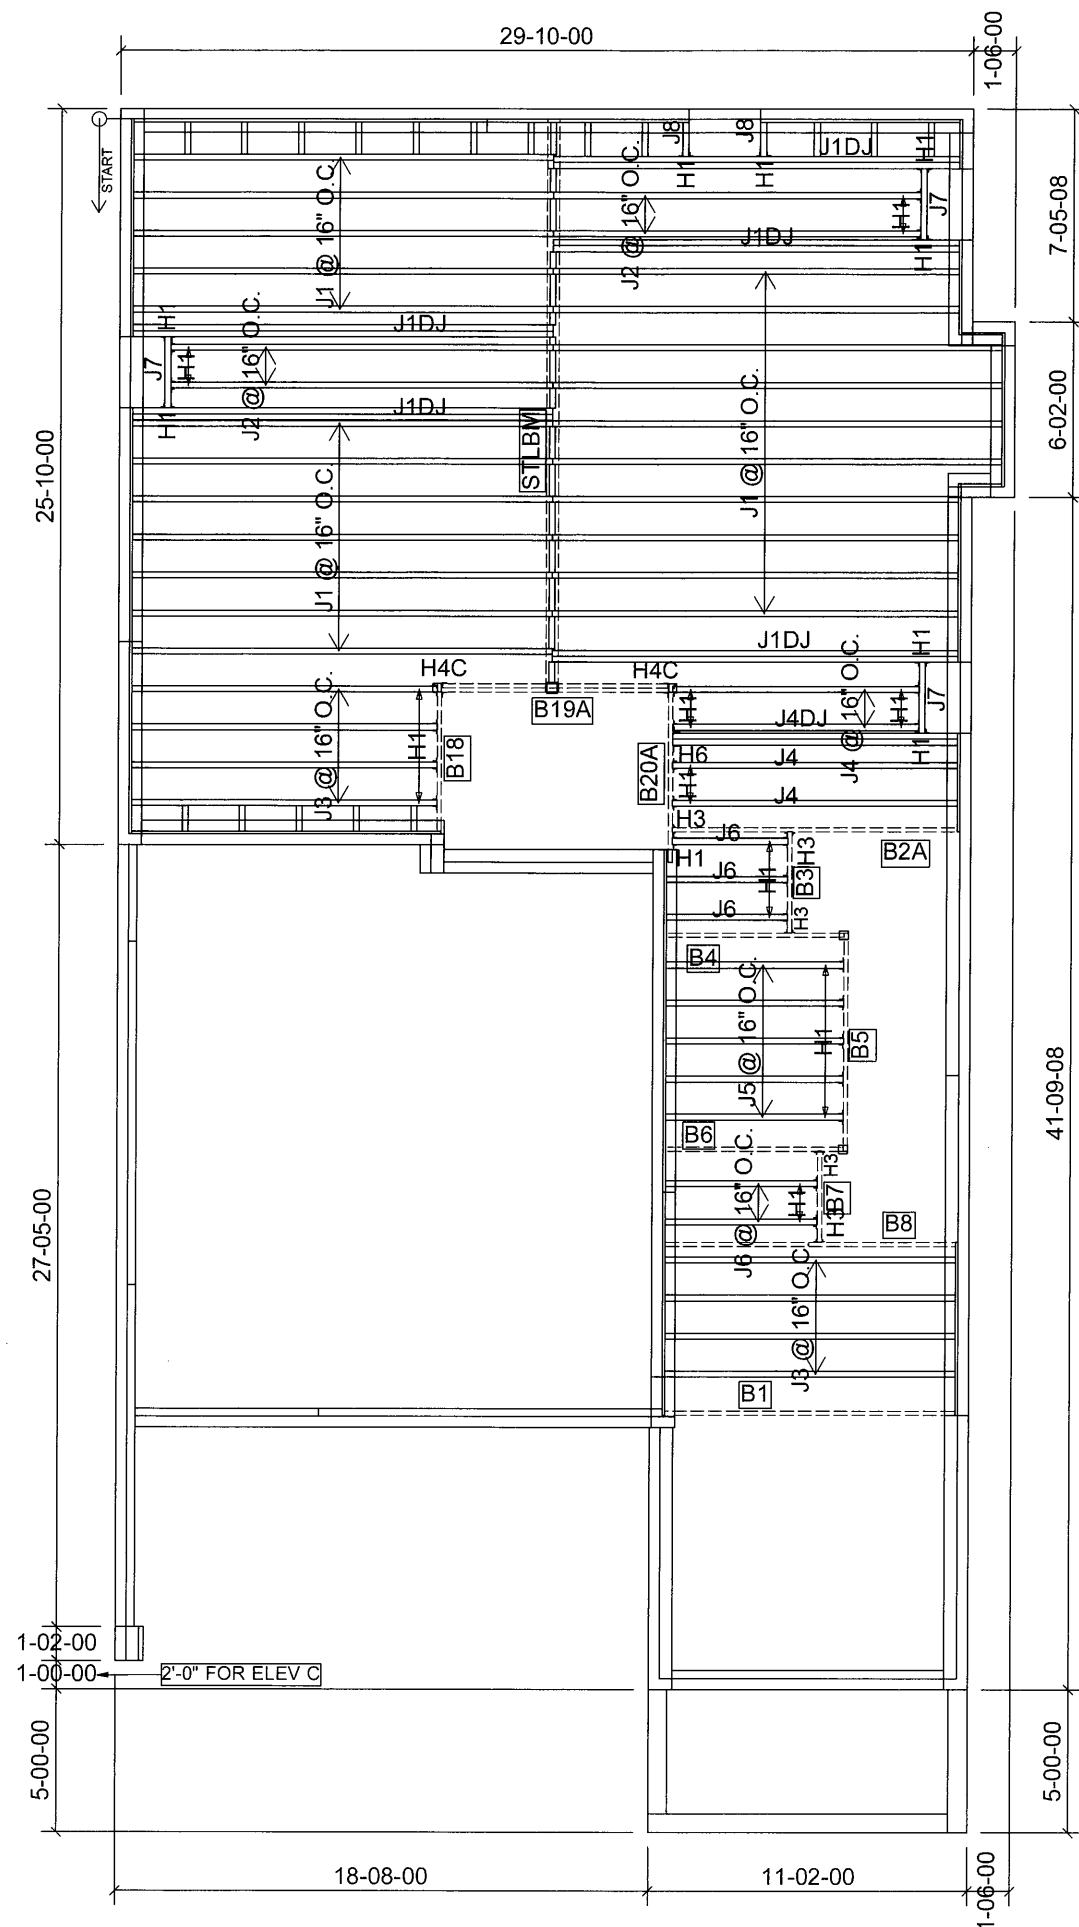 29-10-00
1-06-00
START
J8
J8
J1DJ
H1
H1
H1
J1 @ 16" O.C.
J2 @ 16" O.C.
H1
J7
7-05-08
J1DJ
H1
H1
J1DJ
J7
H1
J2 @ 16" O.C.
H1
J1DJ
STLBM
J1 @ 16" O.C.
6-02-00
25-10-00
J1 @ 16" O.C.
J1DJ
H1
H4C
H4C
B19A
H1
J4DJ
J4 @ 16" O.C.
H1
J7
H1
J3 @ 16" O.C.
H1
B18
B20A
H6
J4
H1
J4
H3
J6
H1
B2A
J6
H1
H3
B3
J6
H3
B4
J5 @ 16" O.C.
H1
B5
B6
H3
J6 @ 16" O.C.
H1
B7
H3
B8
J3 @ 16" O.C
B1
41-09-08
27-05-00
1-02-00
1-00-00
2'-0" FOR ELEV C
5-00-00
5-00-00
18-08-00
11-02-00
1-06-00